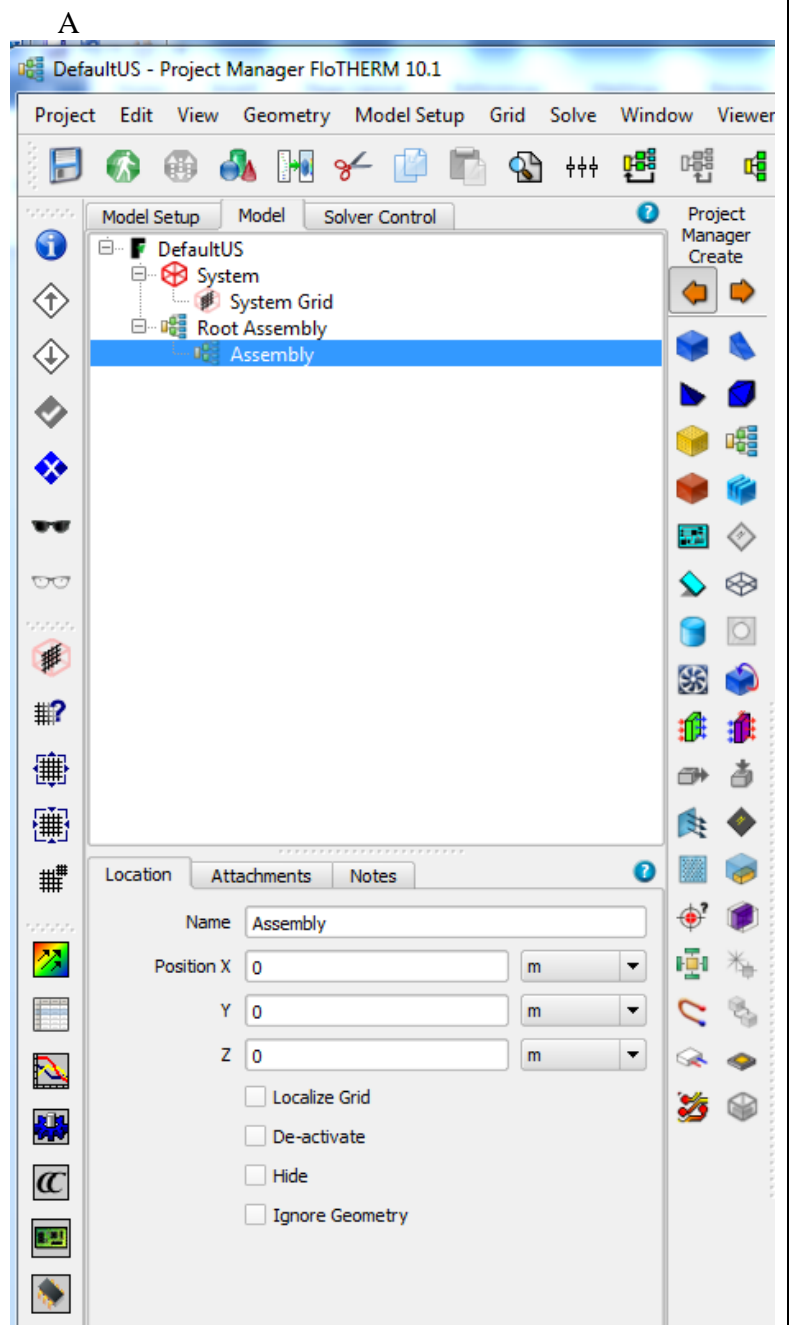 A
DefaultUS - Project Manager FloTHERM 10.1
Project Edit View Geometry Model Setup Grid Solve Window Viewer
Model Setup Model Solver Control
Project
Manager
Create
DefaultUS
System
System Grid
Root Assembly
Assembly
Location Attachments Notes
Name Assembly
Position X 0 m
Y 0 m
Z 0 m
Localize Grid
De-activate
Hide
Ignore Geometry